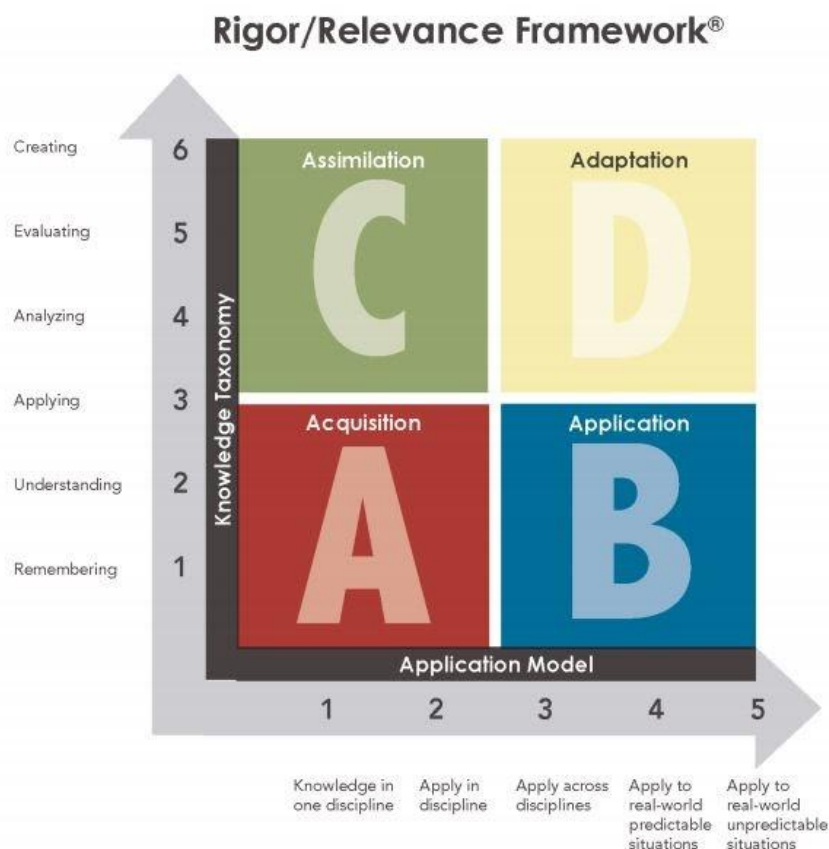 Rigor/Relevance Framework®
Creating 6
Evaluating 5
Analyzing 4
Applying 3
Understanding 2
Remembering 1
Knowledge Taxonomy
Assimilation
C
Adaptation
D
Acquisition
A
Application
B
Application Model
1 2 3 4 5
Knowledge in
one discipline
Apply in
discipline
Apply across
disciplines
Apply to
real-world
predictable
situations
Apply to
real-world
unpredictable
situations